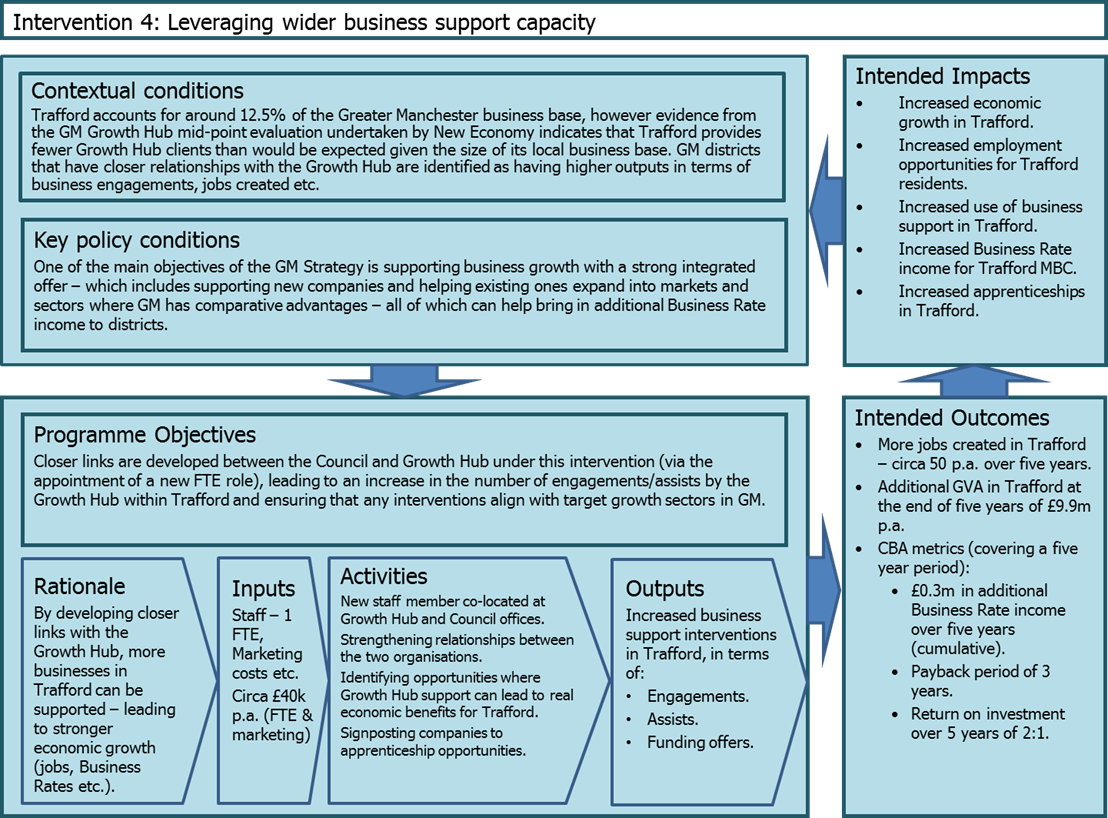 Intervention 4: Leveraging wider business support capacity
Contextual conditions
Trafford accounts for around 12.5% of the Greater Manchester business base, however evidence from
the GM Growth Hub mid-point evaluation undertaken by New Economy indicates that Trafford provides
fewer Growth Hub clients than would be expected given the size of its local business base. GM districts
that have closer relationships with the Growth Hub are identified as having higher outputs in terms of
business engagements, jobs created etc.
Key policy conditions
One of the main objectives of the GM Strategy is supporting business growth with a strong integrated
offer – which includes supporting new companies and helping existing ones expand into markets and
sectors where GM has comparative advantages – all of which can help bring in additional Business Rate
income to districts.
Intended Impacts
• Increased economic
growth in Trafford.
• Increased employment
opportunities for Trafford
residents.
• Increased use of business
support in Trafford.
• Increased Business Rate
income for Trafford MBC.
• Increased apprenticeships
in Trafford.
Programme Objectives
Closer links are developed between the Council and Growth Hub under this intervention (via the
appointment of a new FTE role), leading to an increase in the number of engagements/assists by the
Growth Hub within Trafford and ensuring that any interventions align with target growth sectors in GM.
Rationale
By developing closer
links with the
Growth Hub, more
businesses in
Trafford can be
supported – leading
to stronger
economic growth
(jobs, Business
Rates etc.).
Inputs
Staff – 1
FTE,
Marketing
costs etc.
Circa £40k
p.a. (FTE &
marketing)
Activities
New staff member co-located at
Growth Hub and Council offices.
Strengthening relationships between
the two organisations.
Identifying opportunities where
Growth Hub support can lead to real
economic benefits for Trafford.
Signposting companies to
apprenticeship opportunities.
Outputs
Increased business
support interventions
in Trafford, in terms
of:
• Engagements.
• Assists.
• Funding offers.
Intended Outcomes
• More jobs created in Trafford
– circa 50 p.a. over five years.
• Additional GVA in Trafford at
the end of five years of £9.9m
p.a.
• CBA metrics (covering a five
year period):
• £0.3m in additional
Business Rate income
over five years
(cumulative).
• Payback period of 3
years.
• Return on investment
over 5 years of 2:1.